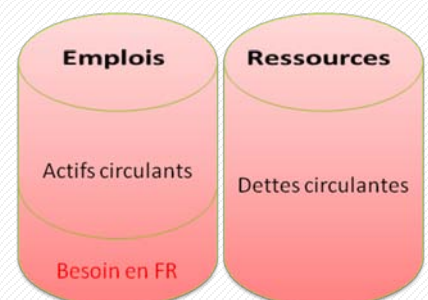 Emplois
Ressources
Actifs circulants
Dettes circulantes
Besoin en FR